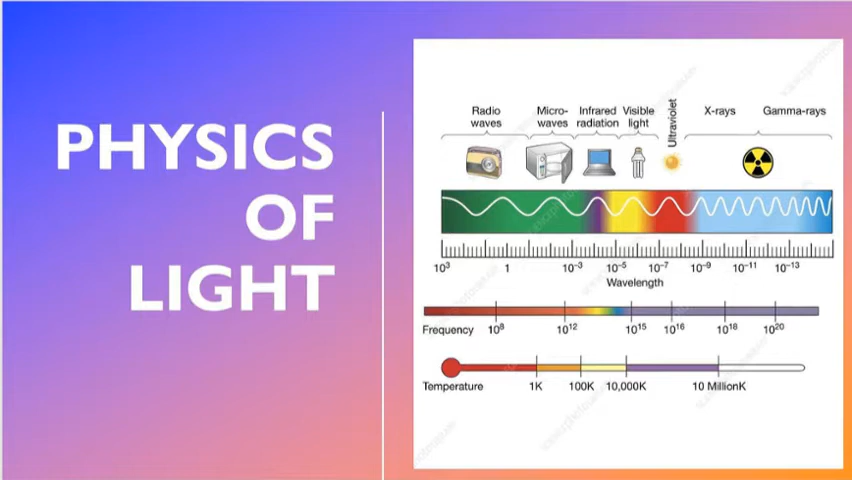 PHYSICS
OF
LIGHT
Radio
waves
Micro-
waves
Infrared
radiation
Visible
light
Ultraviolet
X-rays
Gamma-rays
10³ 1 10⁻³ 10⁻⁵ 10⁻⁷ 10⁻⁹ 10⁻¹¹ 10⁻¹³
Wavelength
Frequency 10⁸ 10¹² 10¹⁵ 10¹⁶ 10¹⁸ 10²⁰
Temperature 1K 100K 10,000K 10 MillionK